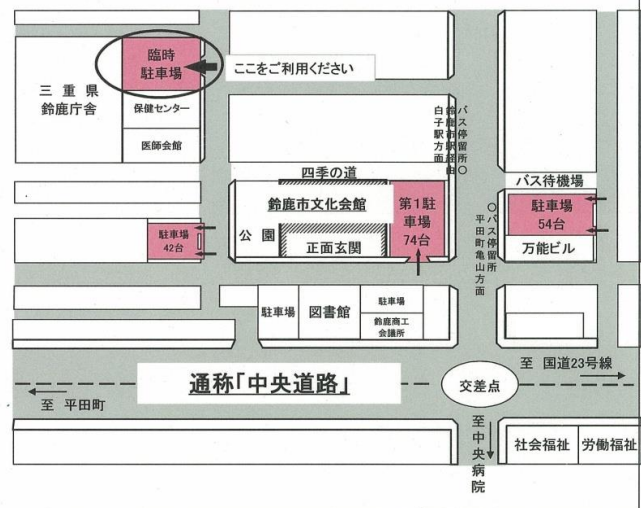 臨時
駐車場
ここをご利用ください
三重県
鈴鹿庁舎
保健センター
医師会館
バス停留所○
鈴鹿市駅経由
白子駅方面
四季の道
鈴鹿市文化会館
公園
正面玄関
第1駐
車場
74台
バス待機場
駐車場
54台
万能ビル
○バス停留所
平田町亀山方面
駐車場
42台
駐車場
図書館
駐車場
鈴鹿商工
会議所
至 国道23号線
通称「中央道路」
交差点
至 平田町
至中央病院
社会福祉
労働福祉